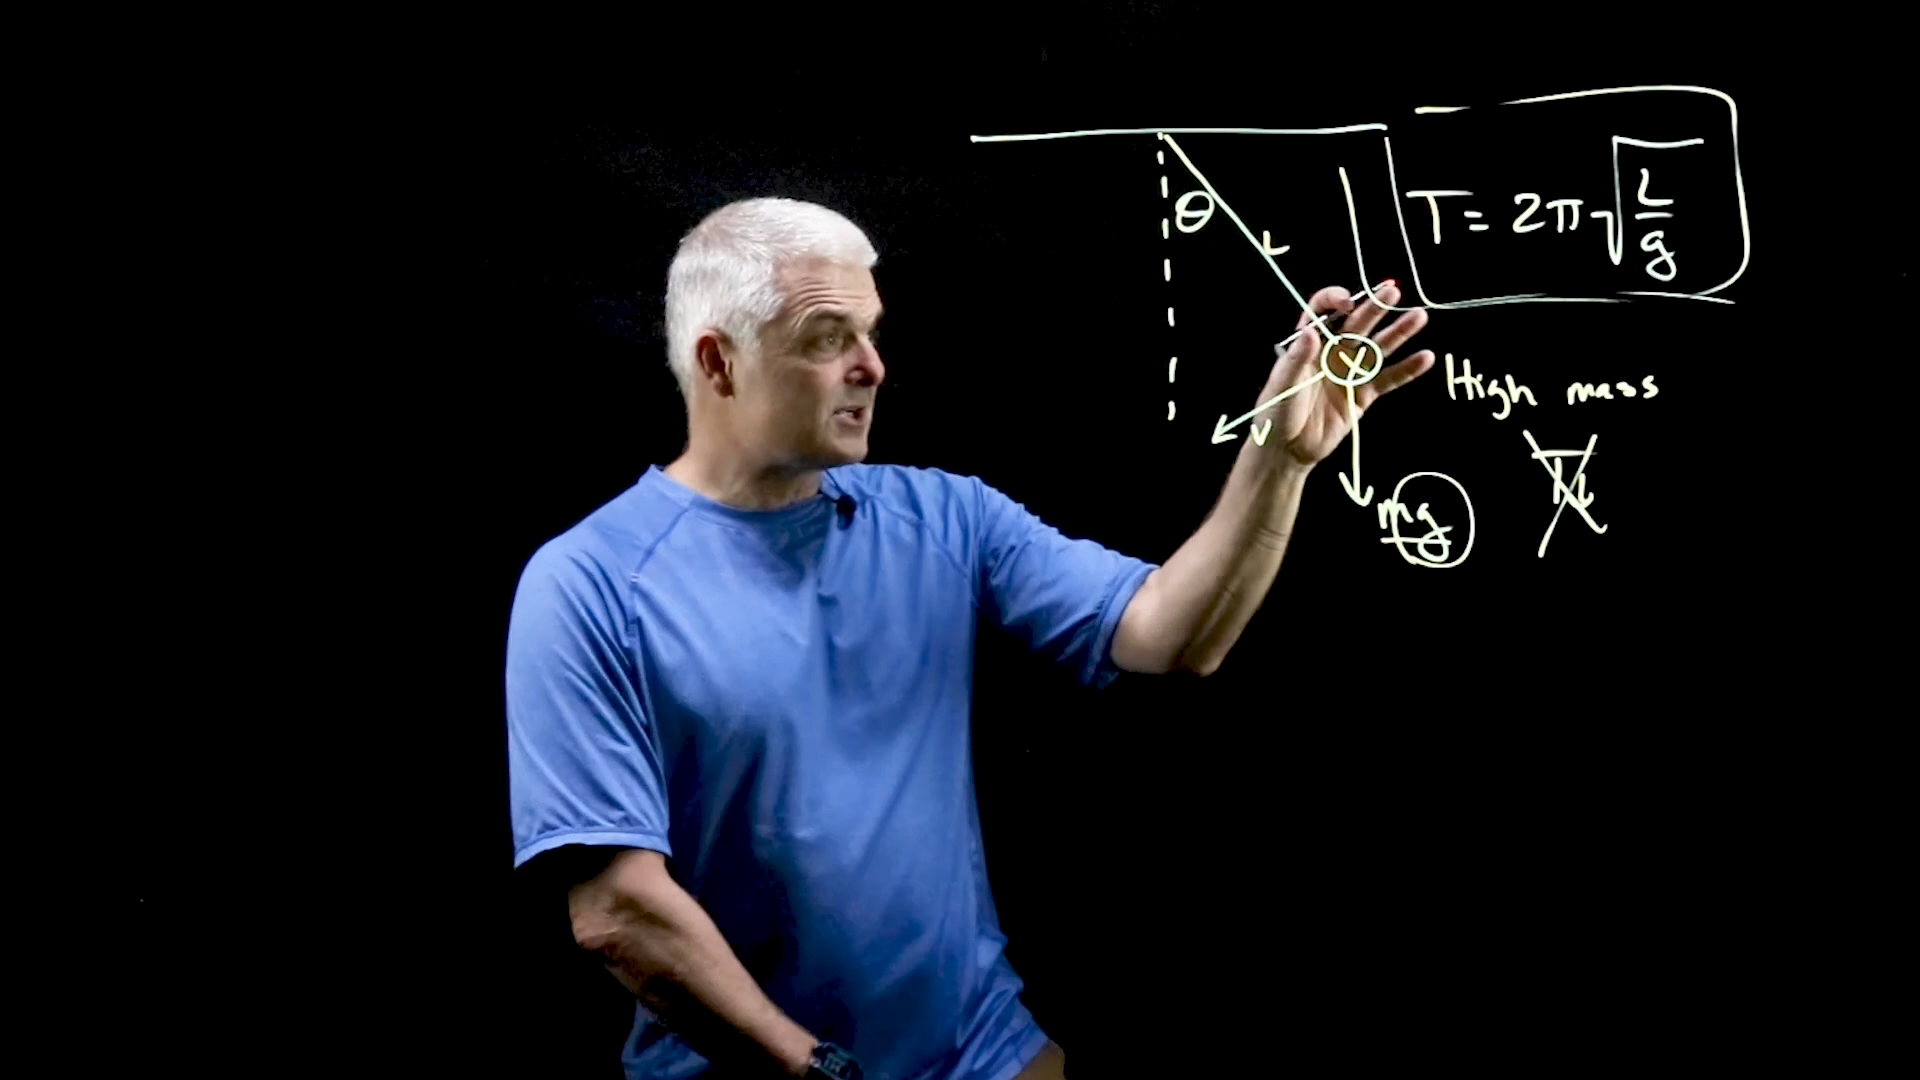 T = 2π√(L/g)
θ
L
High mass
v
mg